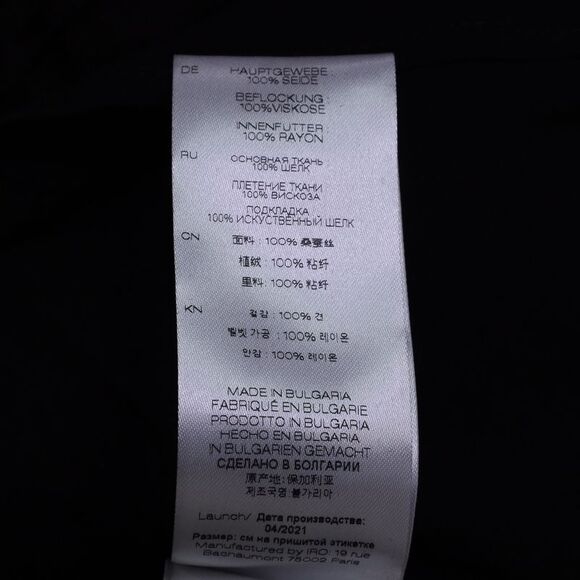 DE HAUPTGEWEBE
100% SEIDE
BEFLOCKUNG
100%VISKOSE
INNENFUTTER
100% RAYON
RU ОСНОВНАЯ ТКАНЬ
100% ШЕЛК
ПЛЕТЕНИЕ ТКАНИ
100% ВИСКОЗА
ПОДКЛАДКА
100% ИСКУСТВЕННЫЙ ШЕЛК
CN 面料 : 100% 桑蚕丝
植绒 : 100% 粘纤
里料 : 100% 粘纤
KN 겉감 : 100% 견
벨벳 가공 : 100% 레이온
안감 : 100% 레이온
MADE IN BULGARIA
FABRIQUÉ EN BULGARIE
PRODOTTO IN BULGARIA
HECHO EN BULGARIA
IN BULGARIEN GEMACHT
СДЕЛАНО В БОЛГАРИИ
原产地: 保加利亚
제조국명:불가리아
Launch/ Дата производства:
04/2021
Размер: см на пришитой этикетке
Manufactured by IRO: 19 rue
Bachaumont 75002 Paris